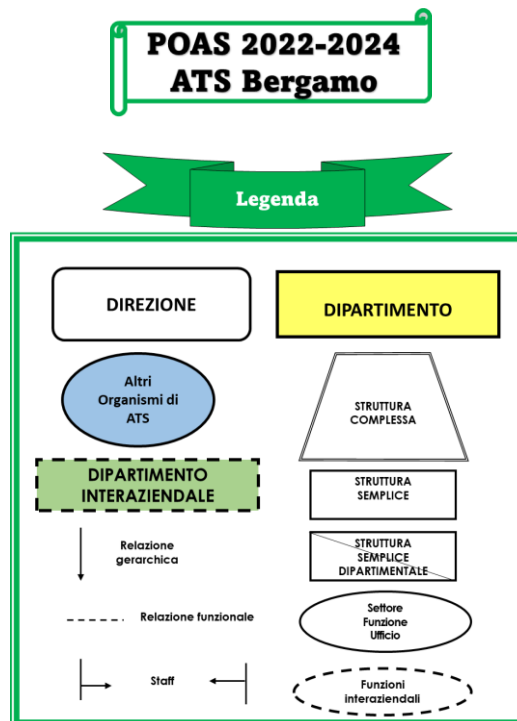 POAS 2022-2024
ATS Bergamo
Legenda
DIREZIONE
DIPARTIMENTO
Altri
Organismi di
ATS
STRUTTURA
COMPLESSA
DIPARTIMENTO
INTERAZIENDALE
STRUTTURA
SEMPLICE
Relazione
gerarchica
STRUTTURA
SEMPLICE
DIPARTIMENTALE
Relazione funzionale
Settore
Funzione
Ufficio
Staff
Funzioni
interaziendali